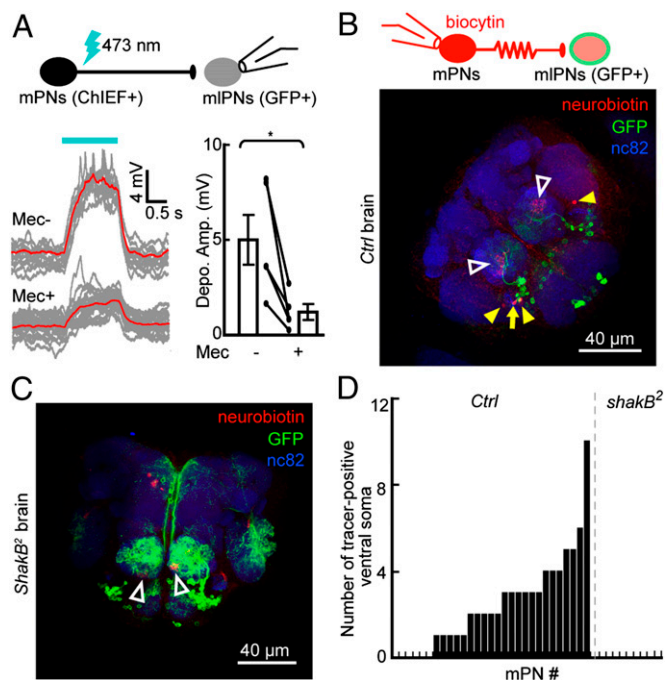 A
473 nm
mPNs (ChIEF+)
mlPNs (GFP+)
Mec-
4 mV
0.5 s
Mec+
Depo. Amp. (mV)
10
5
0
*
Mec - +
B
biocytin
mPNs
mlPNs (GFP+)
neurobiotin
GFP
nc82
Ctrl brain
40 µm
C
neurobiotin
GFP
nc82
ShakB² brain
40 µm
D
Ctrl
shakB²
Number of tracer-positive
ventral soma
12
8
4
0
mPN #